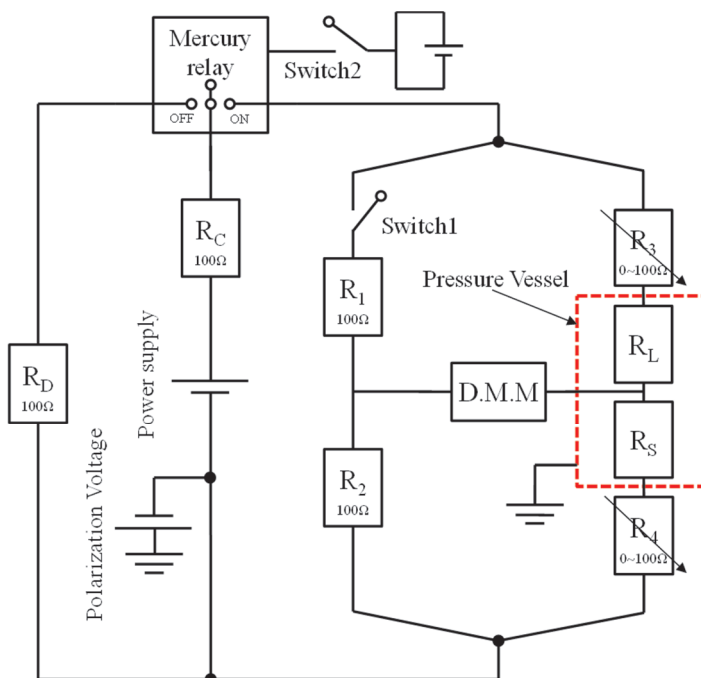 Mercury
relay
OFF
ON
Switch2
R_C
100Ω
Switch1
R_3
0~100Ω
Pressure Vessel
R_1
100Ω
R_L
Power supply
R_D
100Ω
D.M.M
R_S
Polarization Voltage
R_2
100Ω
R_4
0~100Ω